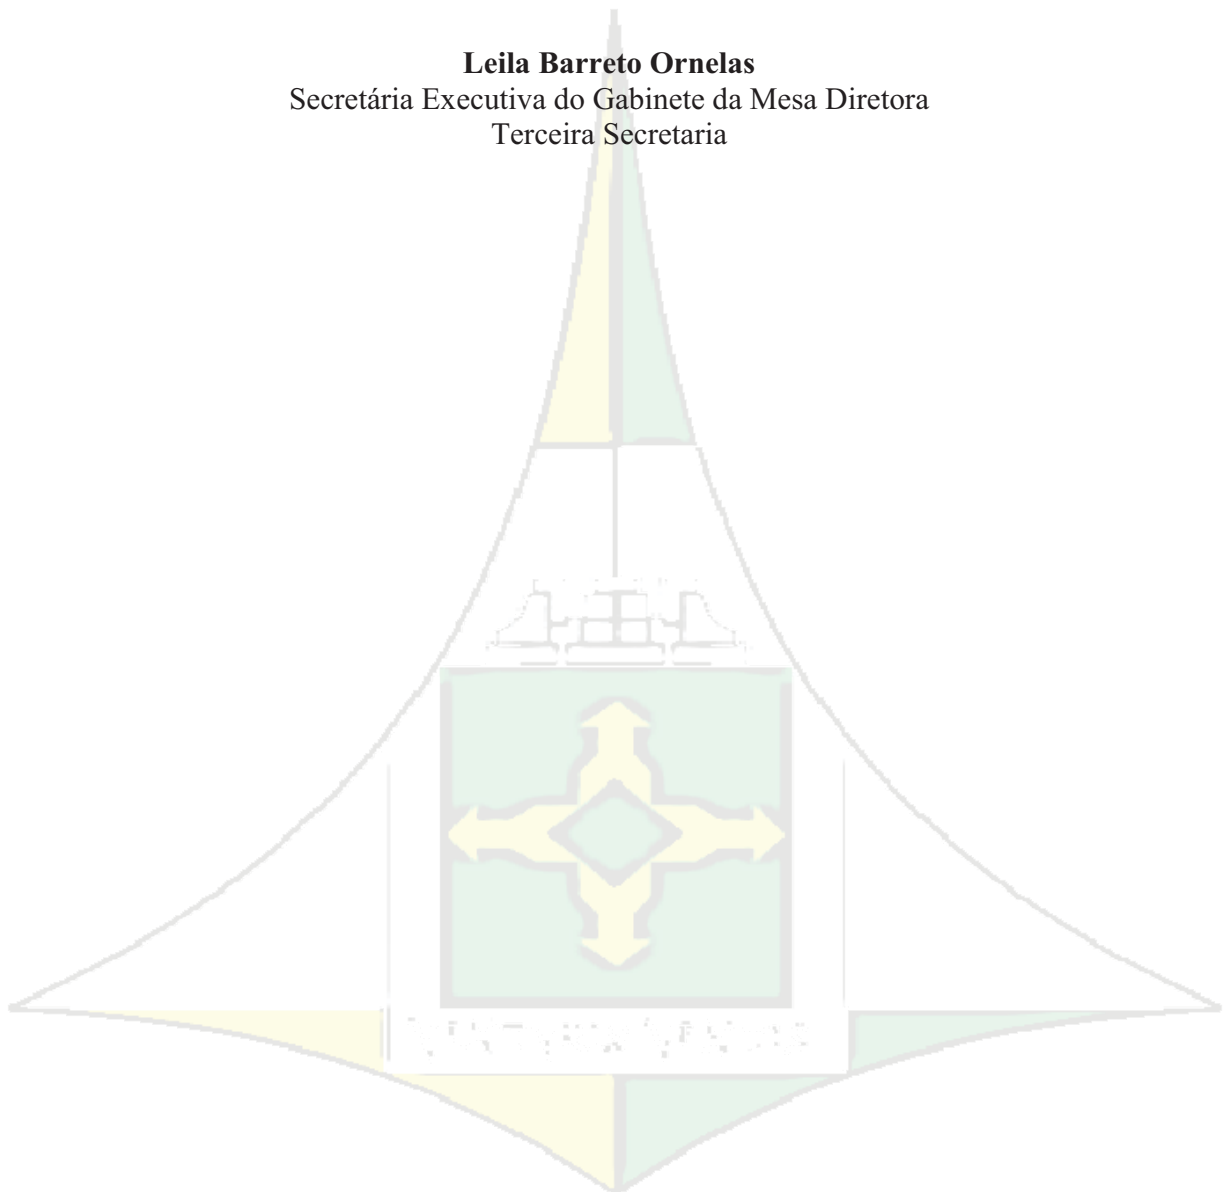 Leila Barreto Ornelas
Secretária Executiva do Gabinete da Mesa Diretora
Terceira Secretaria